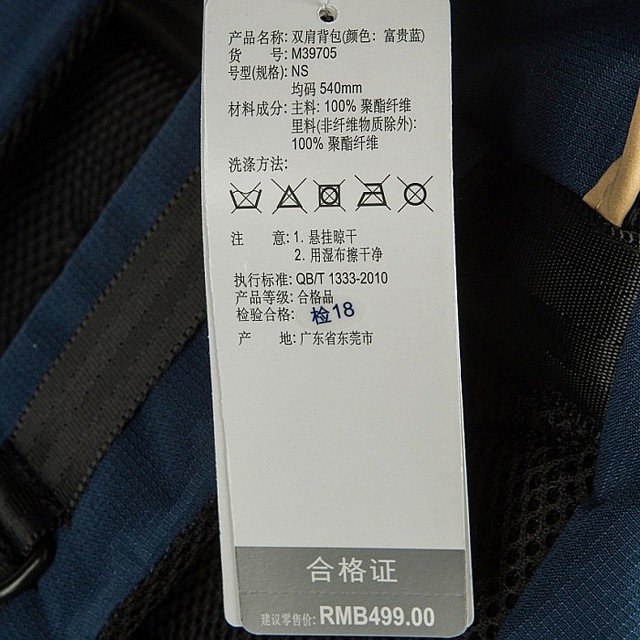 产品名称: 双肩背包(颜色: 富贵蓝)
货 号: M39705
号型(规格): NS
均码 540mm
材料成分: 主料: 100% 聚酯纤维
里料(非纤维物质除外):
100% 聚酯纤维
洗涤方法:
注 意: 1. 悬挂晾干
2. 用湿布擦干净
执行标准: QB/T 1333-2010
产品等级: 合格品
检验合格: 检18
产 地: 广东省东莞市
合格证
建议零售价: RMB499.00